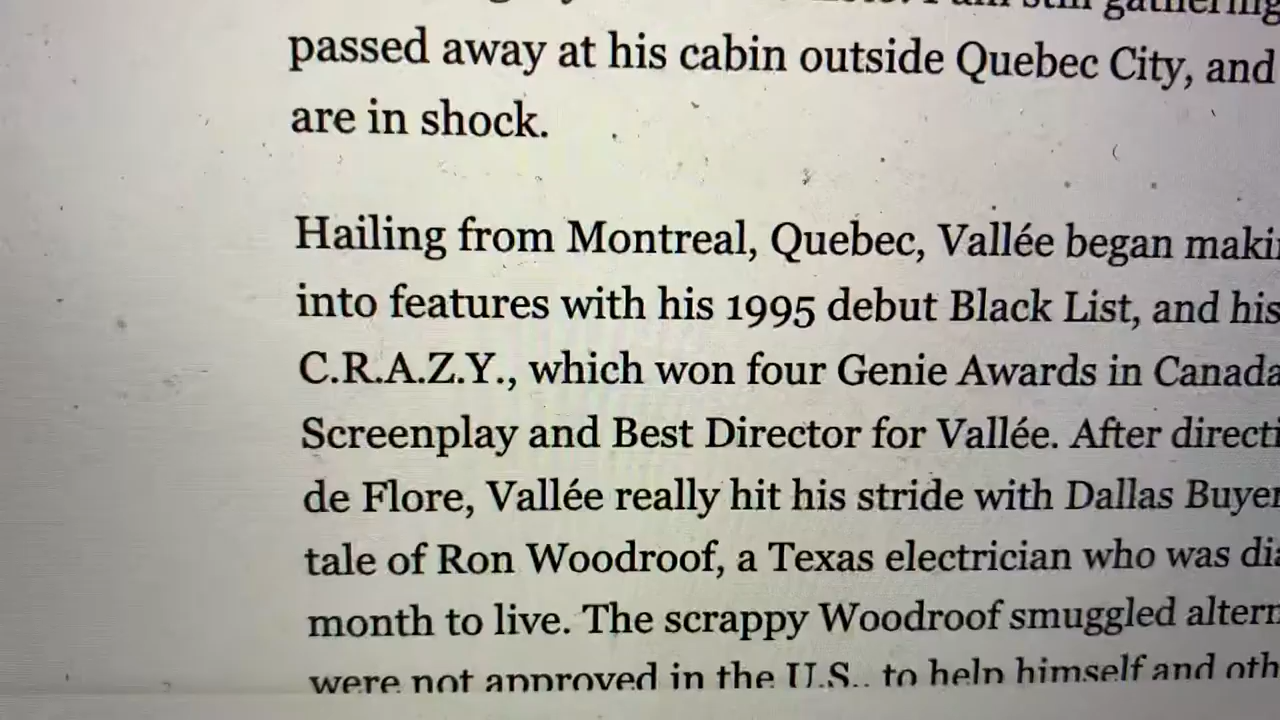 gathering
passed away at his cabin outside Quebec City, and
are in shock.
Hailing from Montreal, Quebec, Vallée began maki
into features with his 1995 debut Black List, and his
C.R.A.Z.Y., which won four Genie Awards in Canada
Screenplay and Best Director for Vallée. After directi
de Flore, Vallée really hit his stride with Dallas Buyer
tale of Ron Woodroof, a Texas electrician who was dia
month to live. The scrappy Woodroof smuggled altern
were not approved in the U.S., to help himself and oth